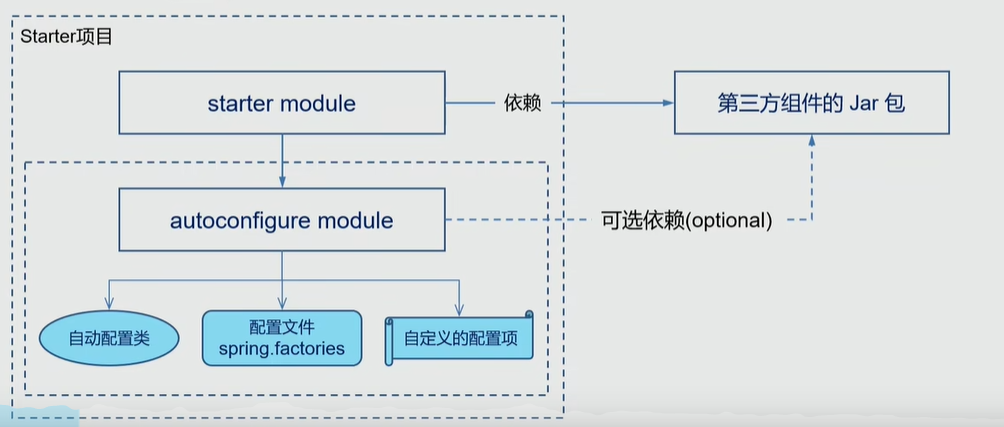 Starter项目
starter module
依赖
第三方组件的 Jar 包
autoconfigure module
可选依赖(optional)
自动配置类
配置文件
spring.factories
自定义的配置项